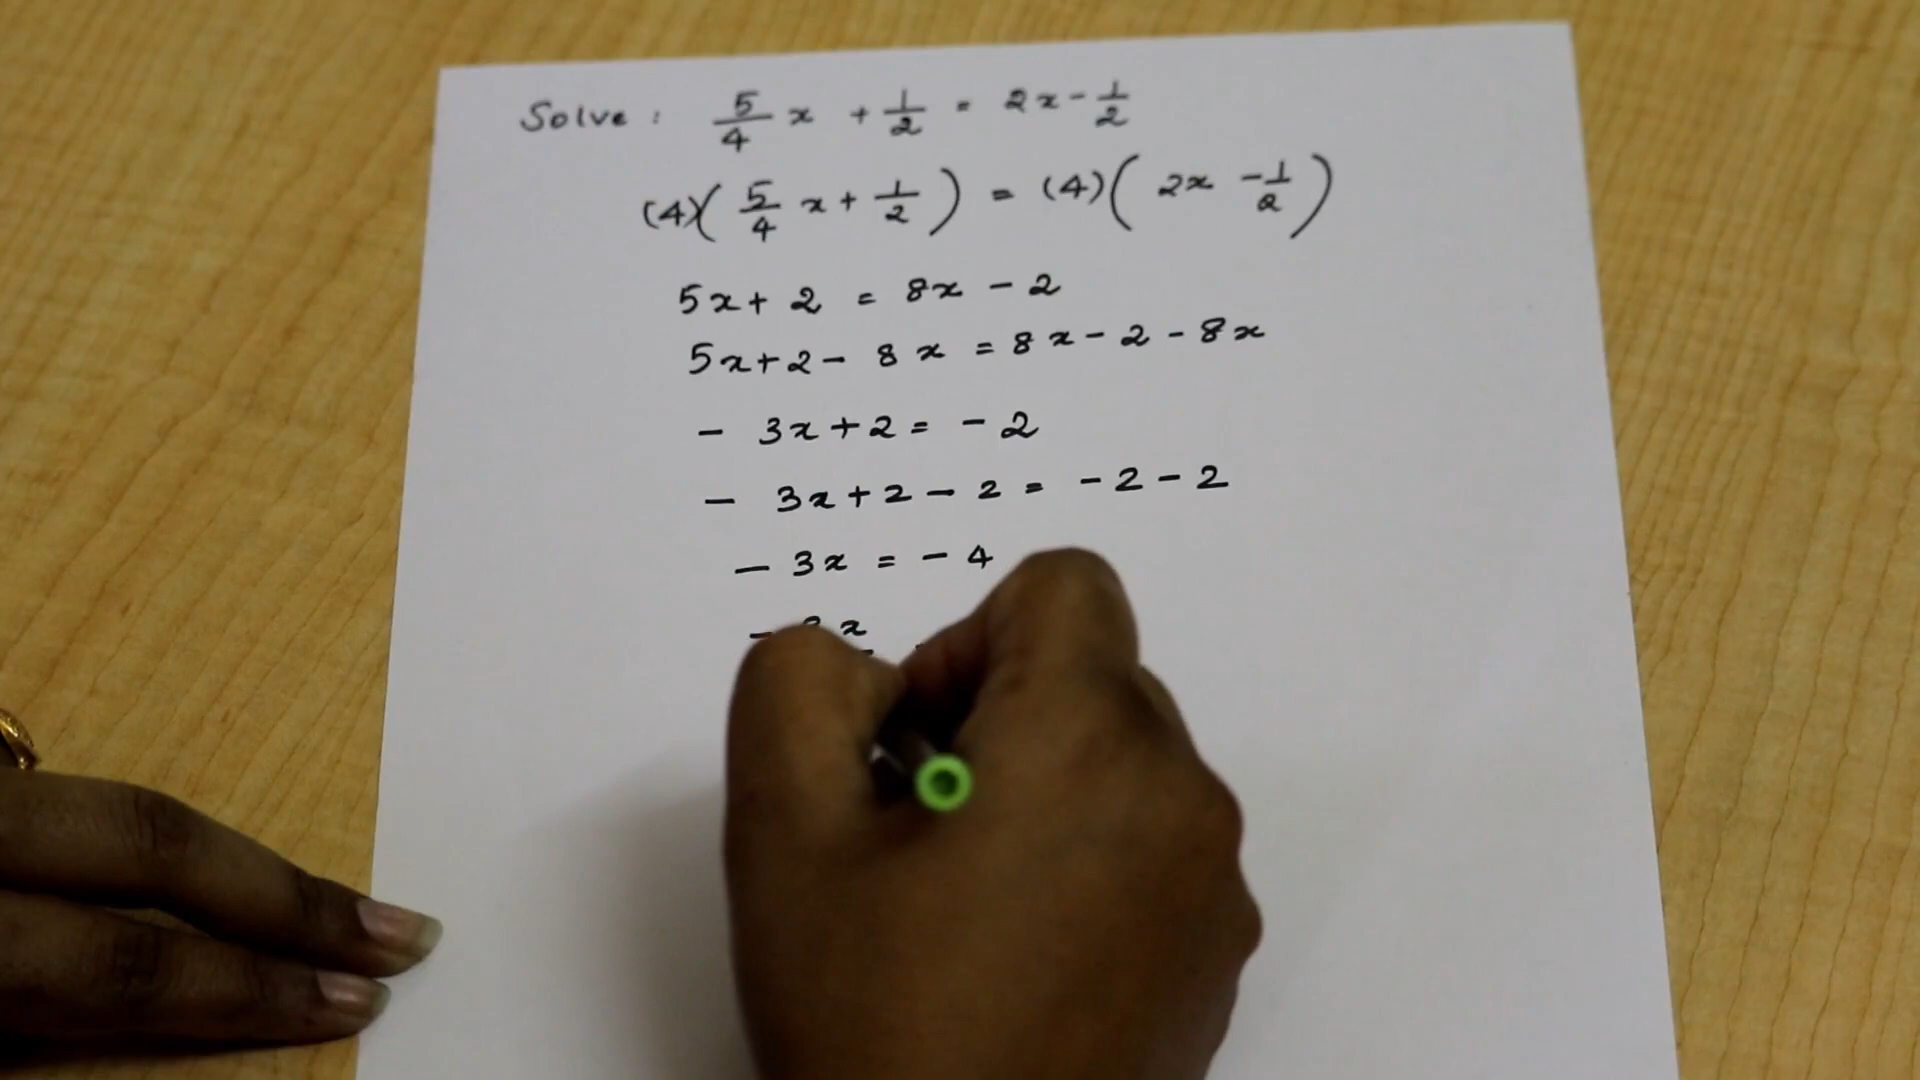 Solve : 5/4 x + 1/2 = 2x - 1/2
(4)( 5/4 x + 1/2 ) = (4)( 2x - 1/2 )
5x + 2 = 8x - 2
5x + 2 - 8x = 8x - 2 - 8x
- 3x + 2 = - 2
- 3x + 2 - 2 = - 2 - 2
- 3x = - 4
- 3x